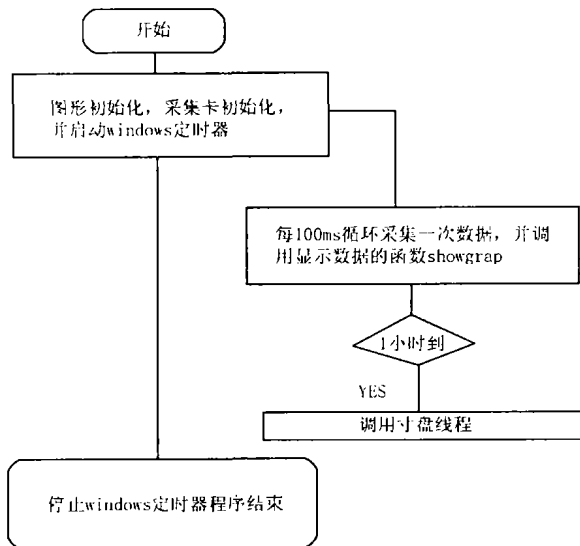 开始
图形初始化，采集卡初始化，
并启动windows定时器
每100ms循环采集一次数据，并调
用显示数据的函数showgrap
1小时到
YES
调用寸盘线程
停止windows定时器程序结束